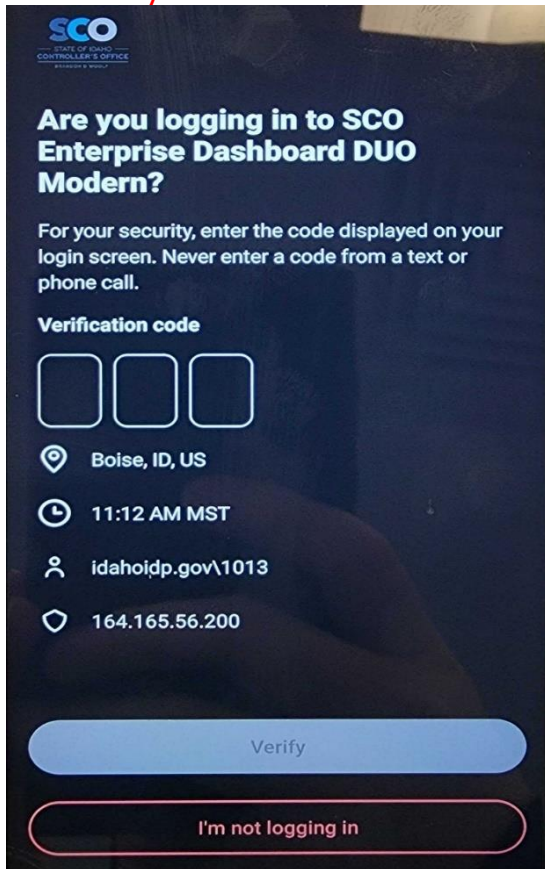 SCO
STATE OF IDAHO
CONTROLLER'S OFFICE
BRANDON D WOOLF
Are you logging in to SCO
Enterprise Dashboard DUO
Modern?
For your security, enter the code displayed on your
login screen. Never enter a code from a text or
phone call.
Verification code
Boise, ID, US
11:12 AM MST
idahoidp.gov\1013
164.165.56.200
Verify
I'm not logging in